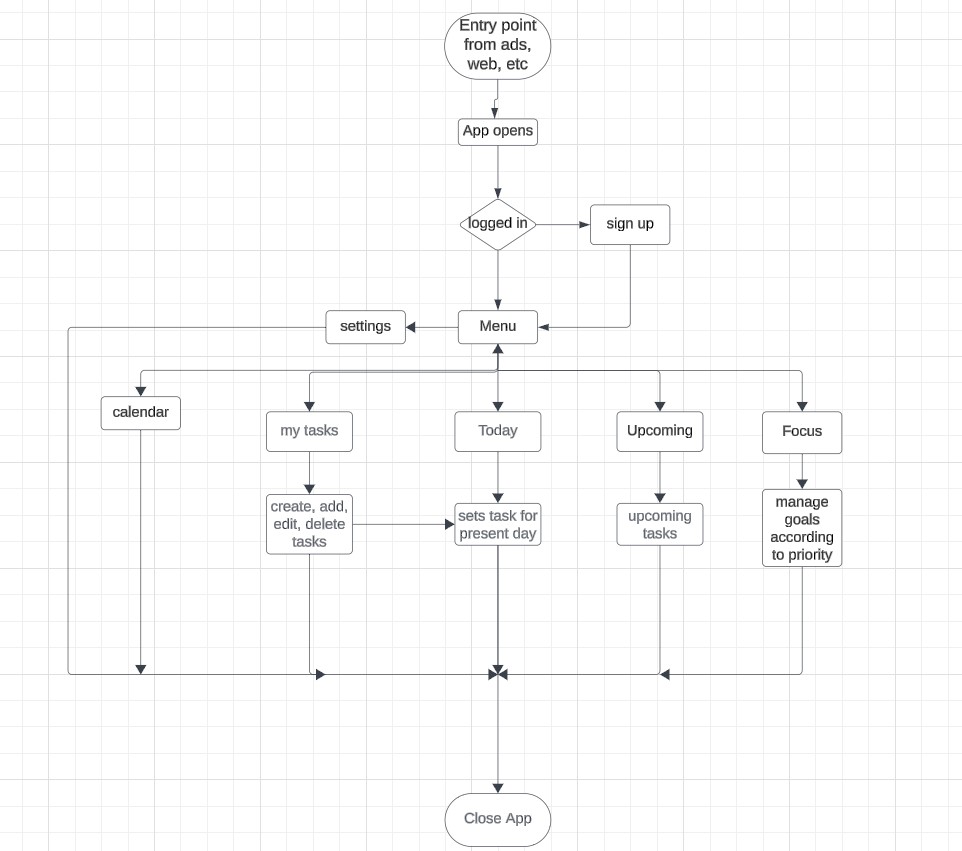 Entry point
from ads,
web, etc
App opens
logged in
sign up
settings
Menu
calendar
my tasks
Today
Upcoming
Focus
create, add,
edit, delete
tasks
sets task for
present day
upcoming
tasks
manage
goals
according
to priority
Close App